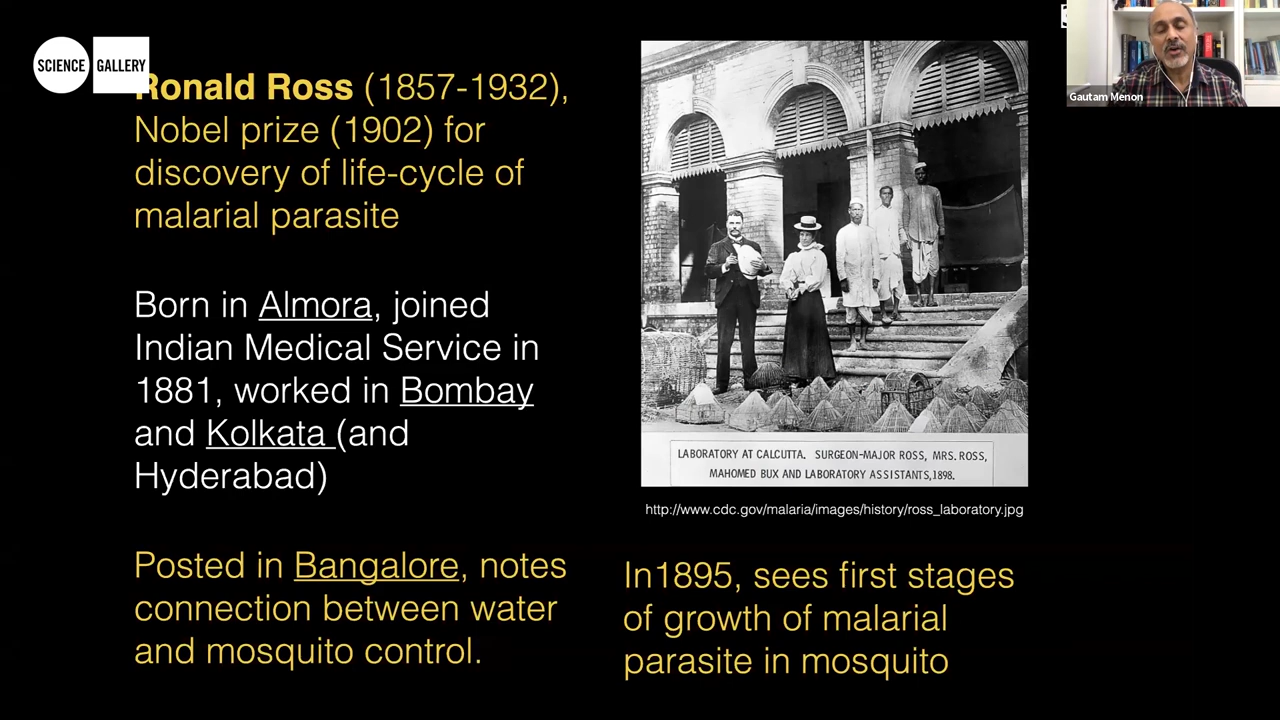 SCIENCE GALLERY
Ronald Ross (1857-1932),
Nobel prize (1902) for
discovery of life-cycle of
malarial parasite
Born in Almora, joined
Indian Medical Service in
1881, worked in Bombay
and Kolkata (and
Hyderabad)
Posted in Bangalore, notes
connection between water
and mosquito control.
LABORATORY AT CALCUTTA. SURGEON-MAJOR ROSS, MRS. ROSS,
MAHOMED BUX AND LABORATORY ASSISTANTS, 1898.
http://www.cdc.gov/malaria/images/history/ross_laboratory.jpg
In1895, sees first stages
of growth of malarial
parasite in mosquito
Gautam Menon